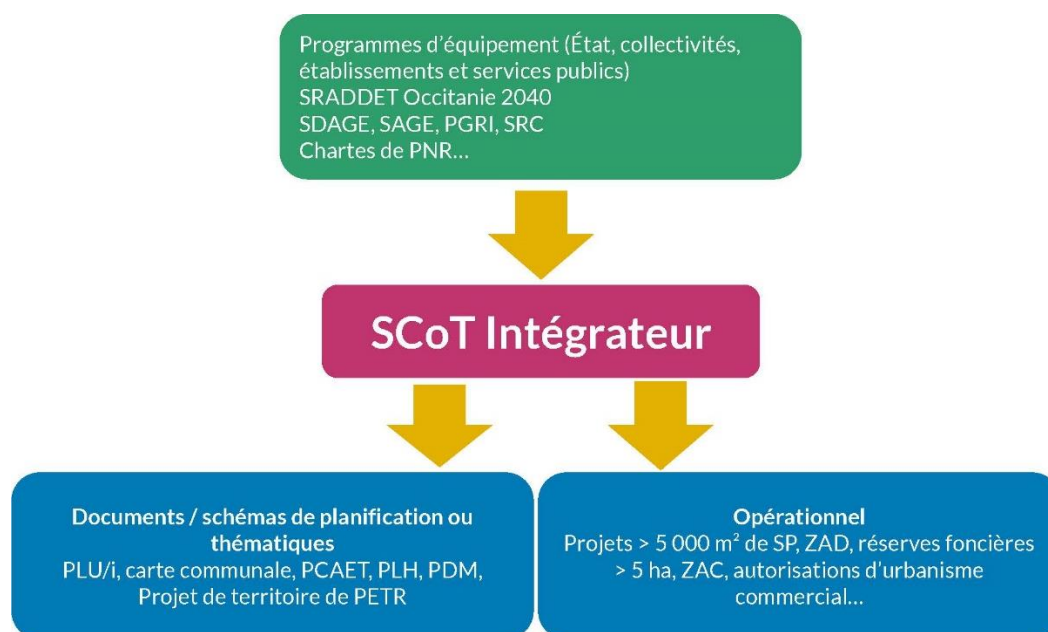 Programmes d’équipement (État, collectivités,
établissements et services publics)
SRADDET Occitanie 2040
SDAGE, SAGE, PGRI, SRC
Chartes de PNR…
SCoT Intégrateur
Documents / schémas de planification ou
thématiques
PLU/i, carte communale, PCAET, PLH, PDM,
Projet de territoire de PETR
Opérationnel
Projets > 5 000 m² de SP, ZAD, réserves foncières
> 5 ha, ZAC, autorisations d’urbanisme
commercial…